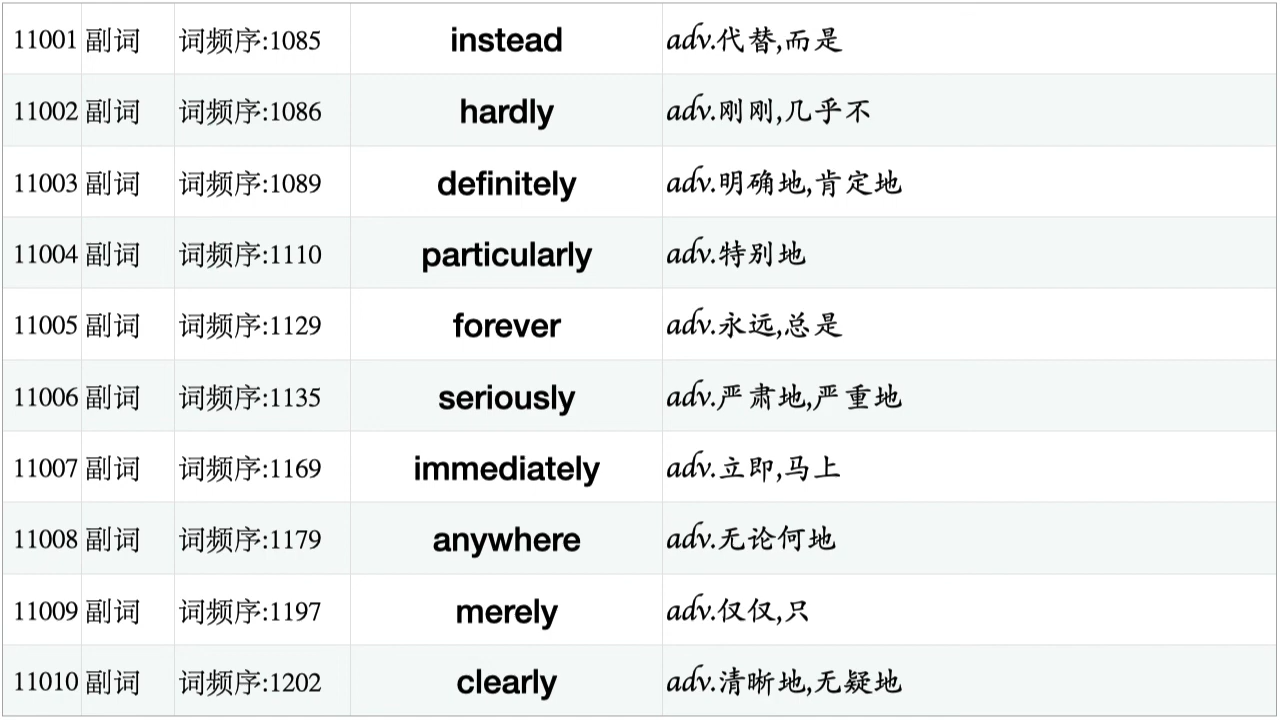 11001 副词 词频序:1085 instead adv.代替,而是
11002 副词 词频序:1086 hardly adv.刚刚,几乎不
11003 副词 词频序:1089 definitely adv.明确地,肯定地
11004 副词 词频序:1110 particularly adv.特别地
11005 副词 词频序:1129 forever adv.永远,总是
11006 副词 词频序:1135 seriously adv.严肃地,严重地
11007 副词 词频序:1169 immediately adv.立即,马上
11008 副词 词频序:1179 anywhere adv.无论何地
11009 副词 词频序:1197 merely adv.仅仅,只
11010 副词 词频序:1202 clearly adv.清晰地,无疑地